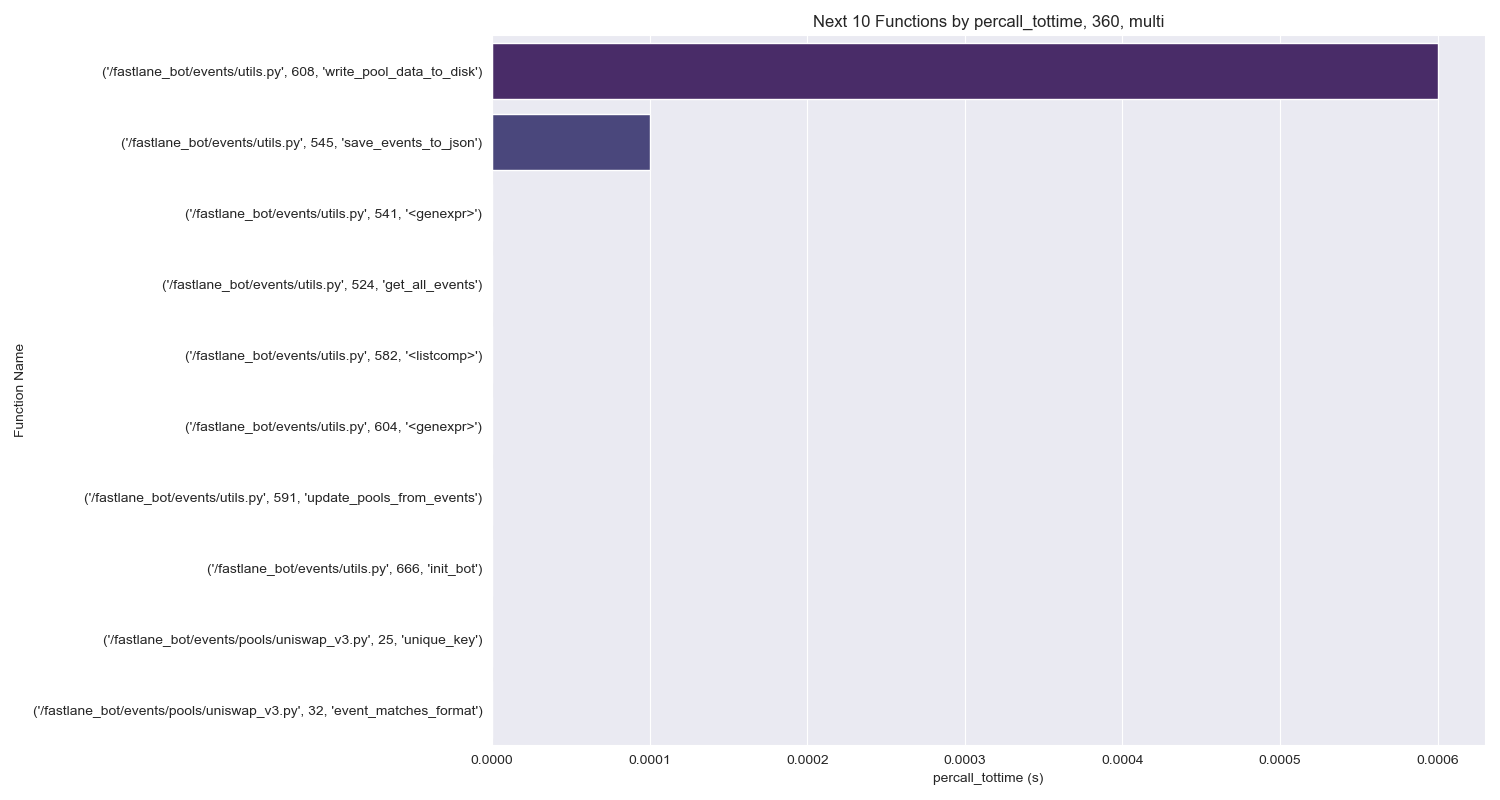 Next 10 Functions by percall_tottime, 360, multi
Function Name
('/fastlane_bot/events/utils.py', 608, 'write_pool_data_to_disk')
('/fastlane_bot/events/utils.py', 545, 'save_events_to_json')
('/fastlane_bot/events/utils.py', 541, '<genexpr>')
('/fastlane_bot/events/utils.py', 524, 'get_all_events')
('/fastlane_bot/events/utils.py', 582, '<listcomp>')
('/fastlane_bot/events/utils.py', 604, '<genexpr>')
('/fastlane_bot/events/utils.py', 591, 'update_pools_from_events')
('/fastlane_bot/events/utils.py', 666, 'init_bot')
('/fastlane_bot/events/pools/uniswap_v3.py', 25, 'unique_key')
('/fastlane_bot/events/pools/uniswap_v3.py', 32, 'event_matches_format')
0.0000 0.0001 0.0002 0.0003 0.0004 0.0005 0.0006
percall_tottime (s)